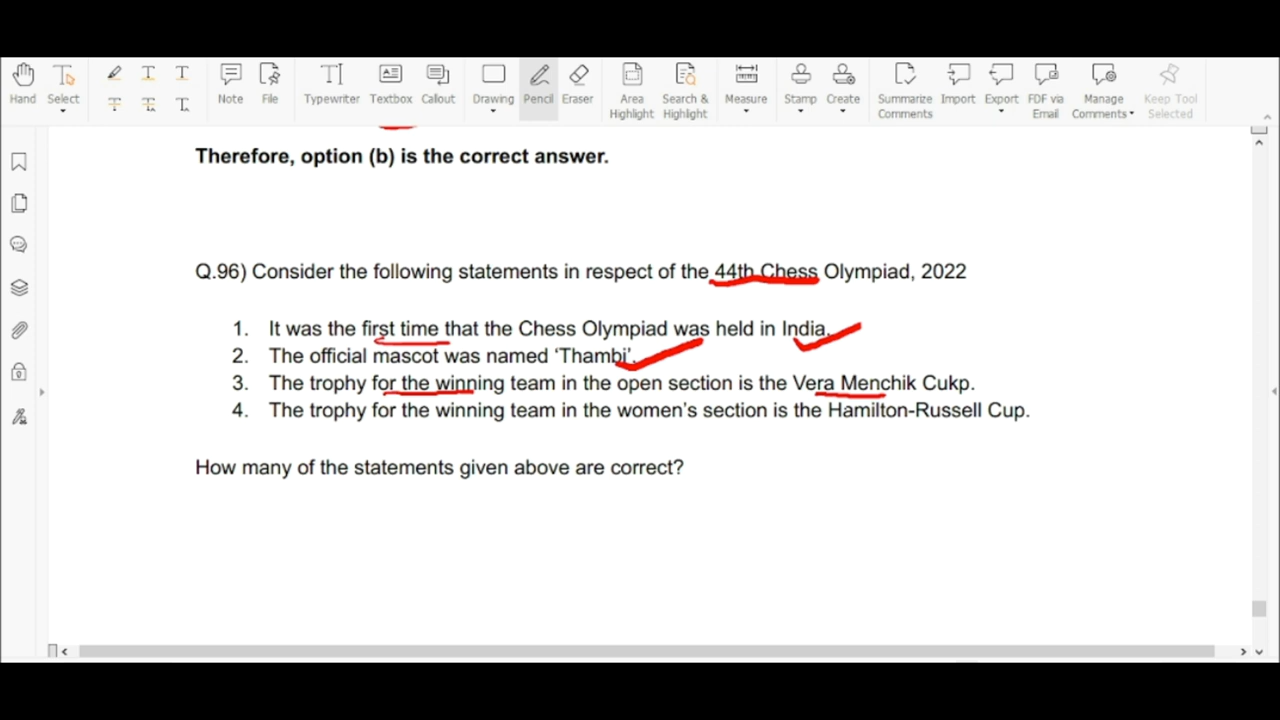 Hand
Select
Note
File
Typewriter
Textbox
Callout
Drawing
Pencil
Eraser
Area Highlight
Search & Highlight
Measure
Stamp
Create
Summarize Comments
Import
Export
FDF via Email
Manage Comments
Keep Tool Selected
Therefore, option (b) is the correct answer.
Q.96) Consider the following statements in respect of the 44th Chess Olympiad, 2022
1. It was the first time that the Chess Olympiad was held in India.
2. The official mascot was named ‘Thambi’.
3. The trophy for the winning team in the open section is the Vera Menchik Cukp.
4. The trophy for the winning team in the women’s section is the Hamilton-Russell Cup.
How many of the statements given above are correct?